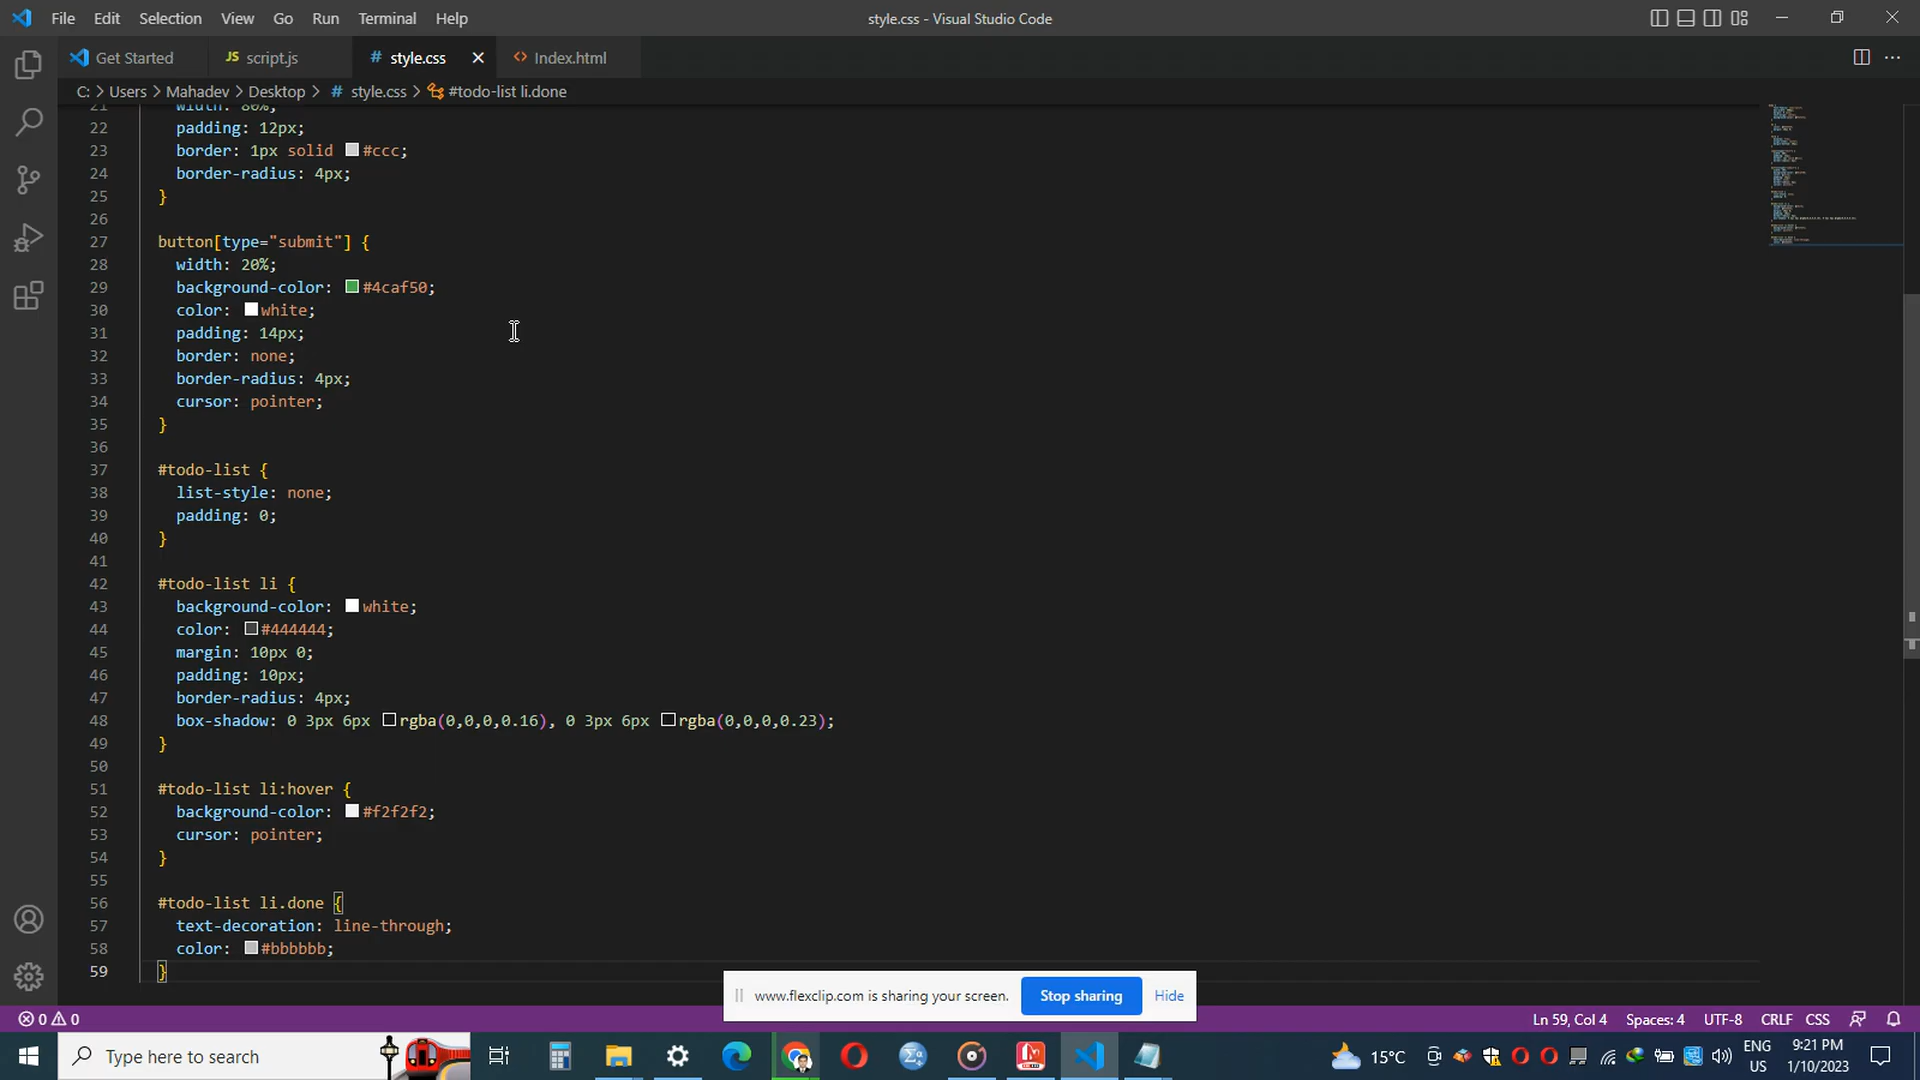 File Edit Selection View Go Run Terminal Help
style.css - Visual Studio Code
Get Started
JS script.js
# style.css
<> Index.html
C: > Users > Mahadev > Desktop > # style.css > #todo-list li.done
21 width: 80%;
22 padding: 12px;
23 border: 1px solid #ccc;
24 border-radius: 4px;
25 }
26
27 button[type="submit"] {
28 width: 20%;
29 background-color: #4caf50;
30 color: white;
31 padding: 14px;
32 border: none;
33 border-radius: 4px;
34 cursor: pointer;
35 }
36
37 #todo-list {
38 list-style: none;
39 padding: 0;
40 }
41
42 #todo-list li {
43 background-color: white;
44 color: #444444;
45 margin: 10px 0;
46 padding: 10px;
47 border-radius: 4px;
48 box-shadow: 0 3px 6px rgba(0,0,0,0.16), 0 3px 6px rgba(0,0,0,0.23);
49 }
50
51 #todo-list li:hover {
52 background-color: #f2f2f2;
53 cursor: pointer;
54 }
55
56 #todo-list li.done {
57 text-decoration: line-through;
58 color: #bbbbbb;
59 }
www.flexclip.com is sharing your screen.
Stop sharing
Hide
0 0
Ln 59, Col 4 Spaces: 4 UTF-8 CRLF CSS
Type here to search
15°C
ENG
US
9:21 PM
1/10/2023